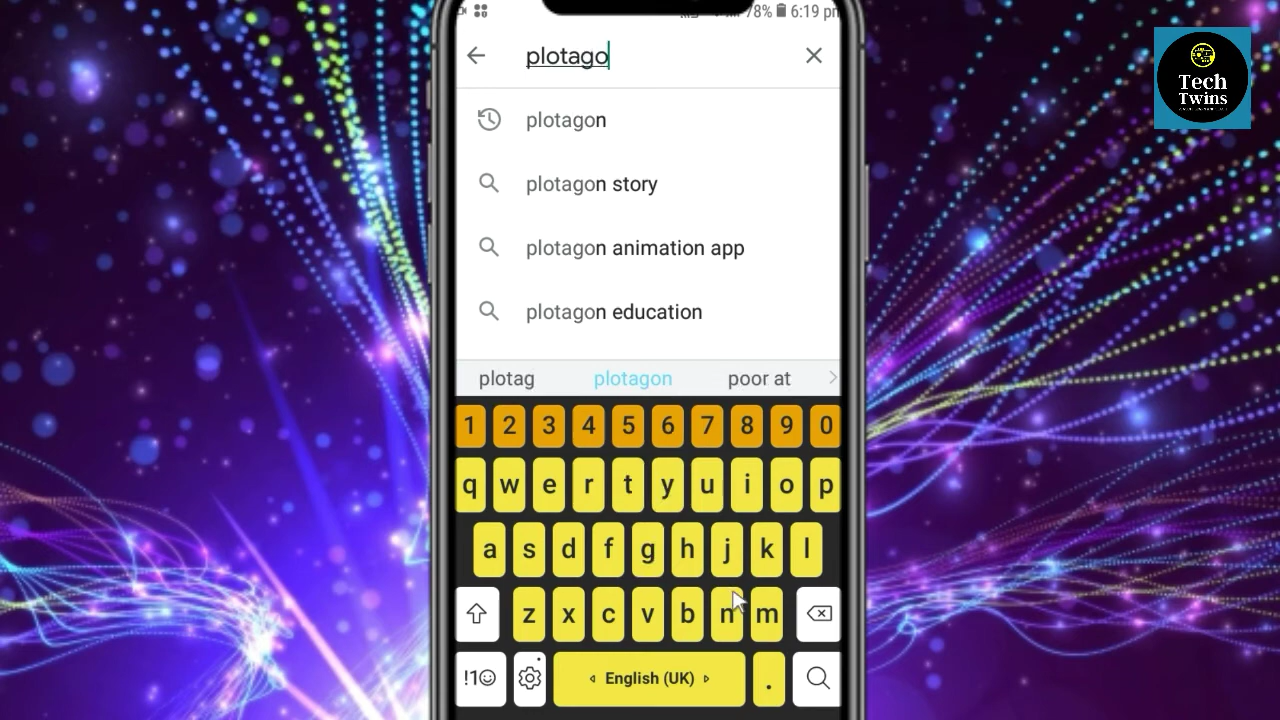 78% 6:19 pm
plotago
plotagon
plotagon story
plotagon animation app
plotagon education
plotag plotagon poor at
1 2 3 4 5 6 7 8 9 0
q w e r t y u i o p
a s d f g h j k l
z x c v b n m
!1 English (UK) .
Tech
Twins